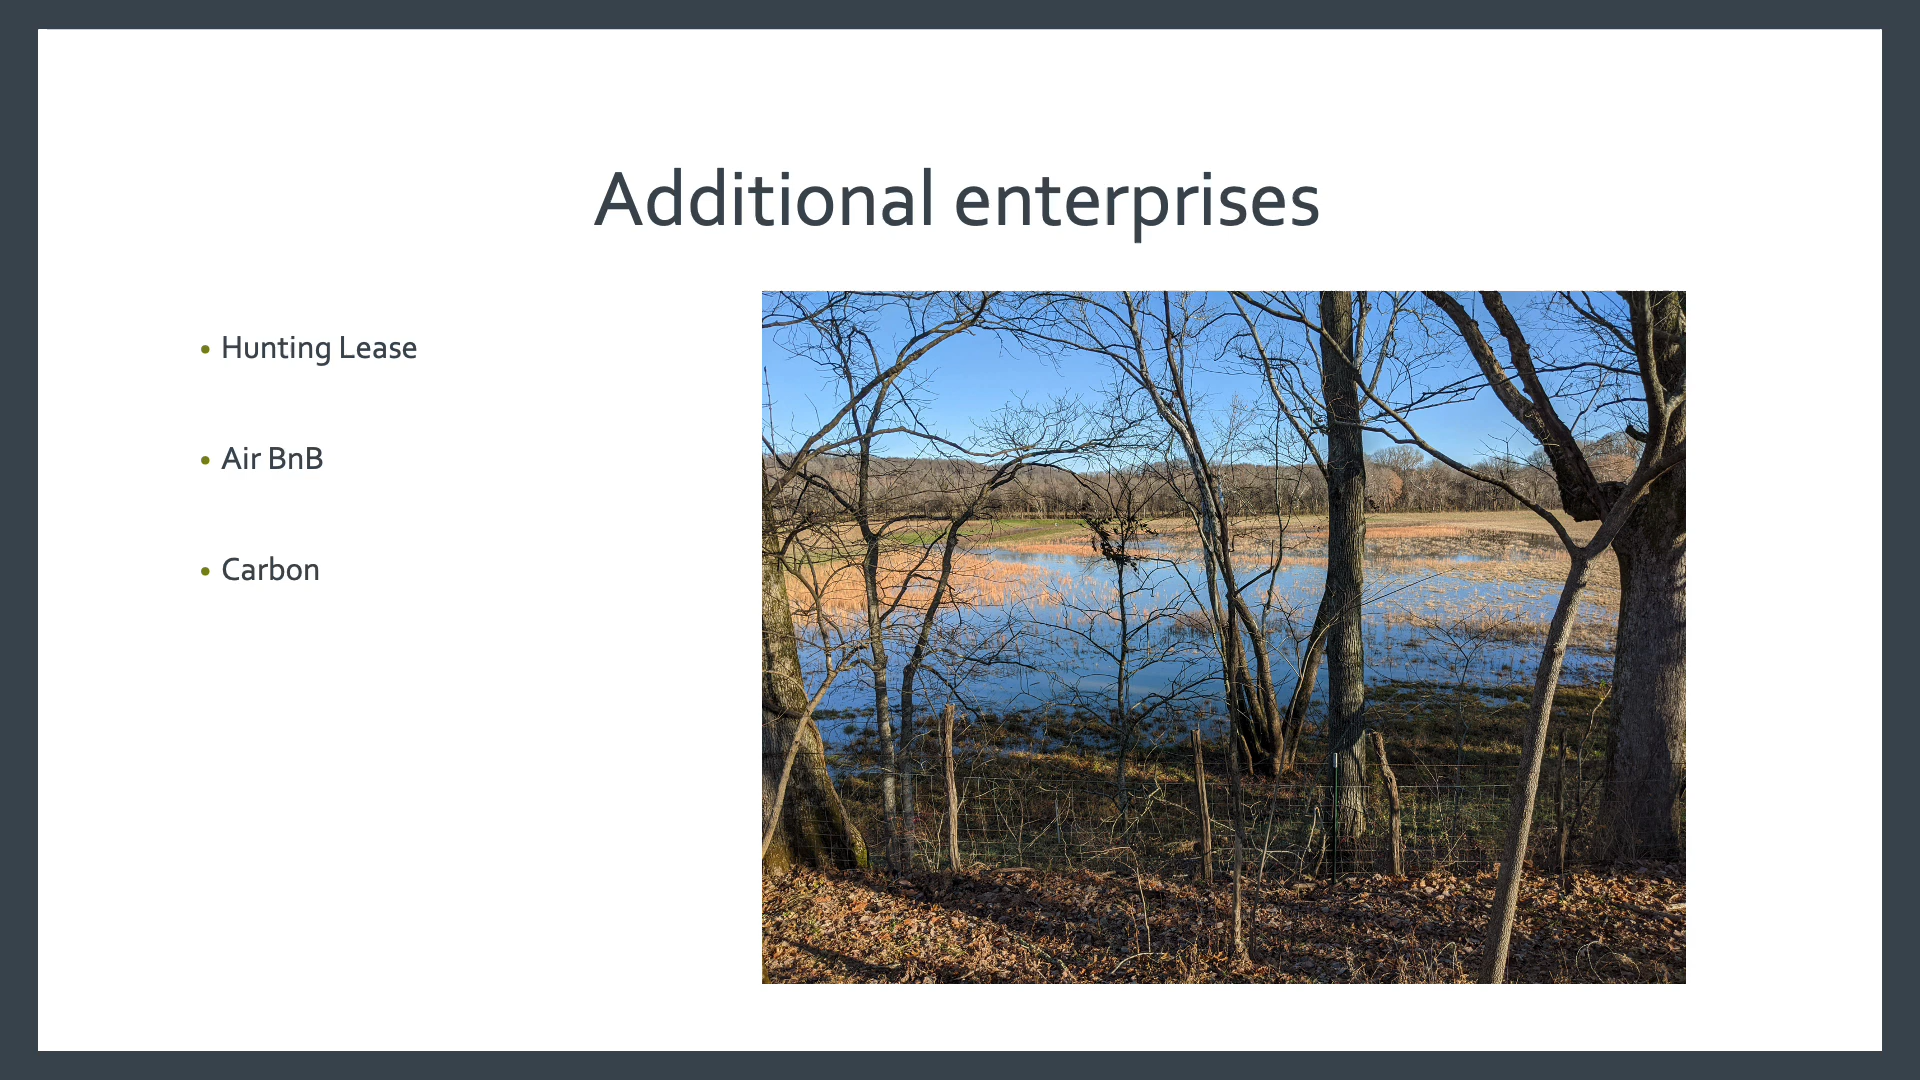 Additional enterprises
• Hunting Lease
• Air BnB
• Carbon